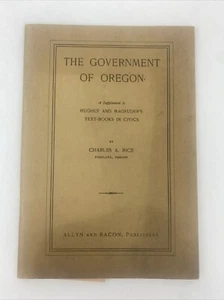 THE GOVERNMENT
OF OREGON
A Supplement to
HUGHES' AND MAGRUDER'S
TEXT-BOOKS IN CIVICS
BY
CHARLES A. RICE
PORTLAND, OREGON
ALLYN AND BACON, Publishers